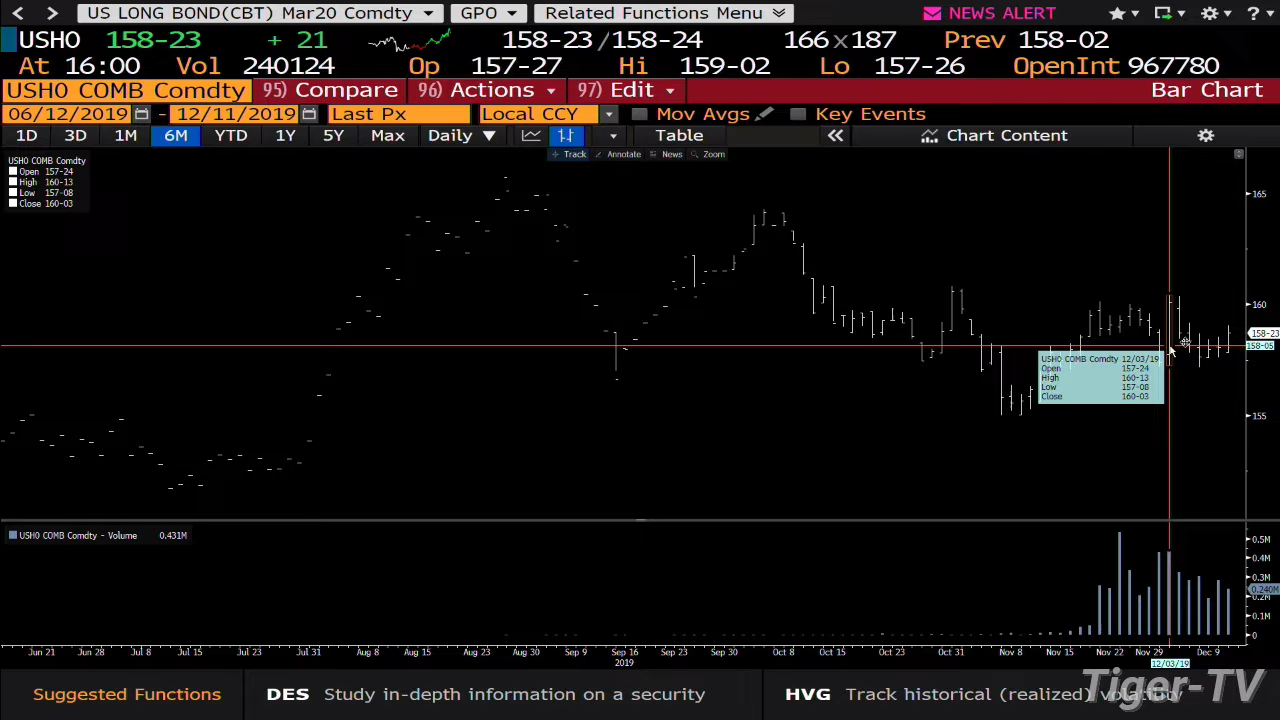 US LONG BOND(CBT) Mar20 Comdty GPO Related Functions Menu NEWS ALERT ?
USH0 158-23 + 21 158-23/158-24 166x187 Prev 158-02
At 16:00 Vol 240124 Op 157-27 Hi 159-02 Lo 157-26 OpenInt 967780
USH0 COMB Comdty 95) Compare 96) Actions 97) Edit Bar Chart
06/12/2019 - 12/11/2019 Last Px Local CCY Mov Avgs Key Events
1D 3D 1M 6M YTD 1Y 5Y Max Daily Table Chart Content
Track Annotate News Zoom
USH0 COMB Comdty
Open 157-24
High 160-13
Low 157-08
Close 160-03
165
160
158-23
158-05
155
USH0 COMB Comdty 12/03/19
Open 157-24
High 160-13
Low 157-08
Close 160-03
USH0 COMB Comdty - Volume 0.431M
0.5M
0.4M
0.3M
0.240M
0.2M
0.1M
0
Jun 21 Jun 28 Jul 8 Jul 15 Jul 23 Jul 31 Aug 8 Aug 15 Aug 23 Aug 30 Sep 9 Sep 16 Sep 23 Sep 30 Oct 8 Oct 15 Oct 23 Oct 31 Nov 8 Nov 15 Nov 22 Nov 29 Dec 9
2019 12/03/19
Suggested Functions DES Study in-depth information on a security HVG Track historical (realized) volatility
Tiger-TV